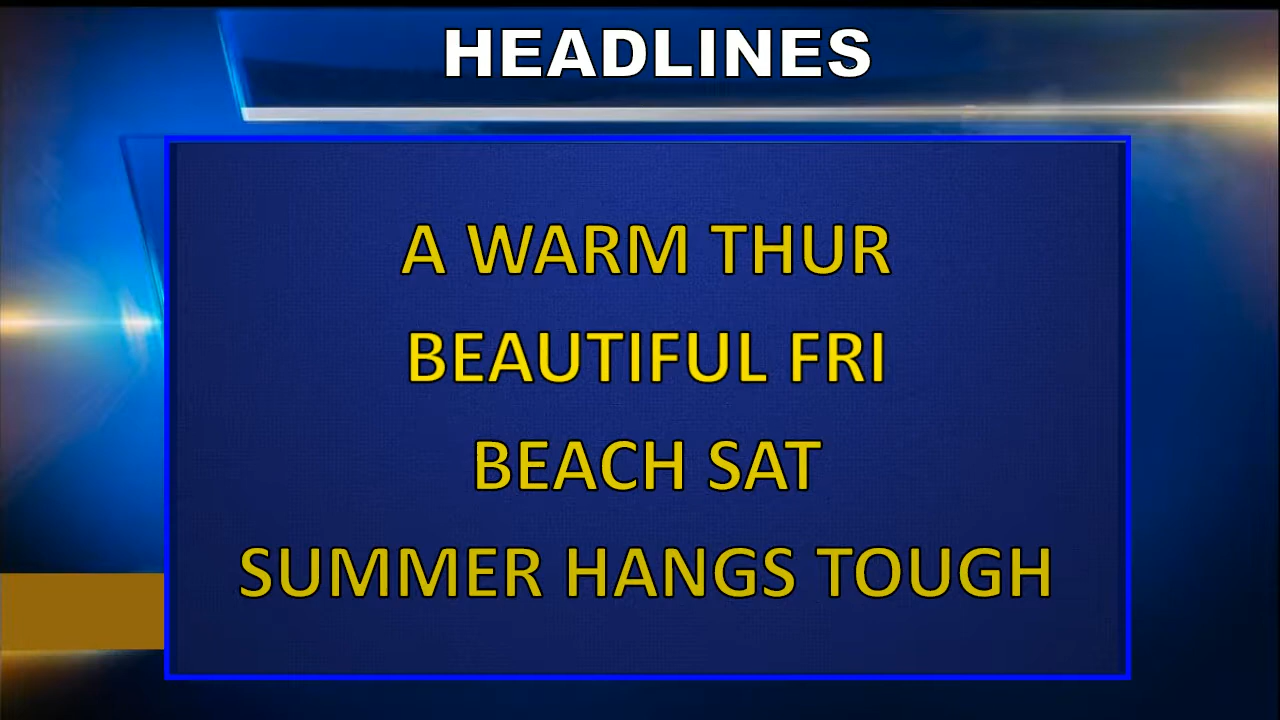 HEADLINES
A WARM THUR
BEAUTIFUL FRI
BEACH SAT
SUMMER HANGS TOUGH